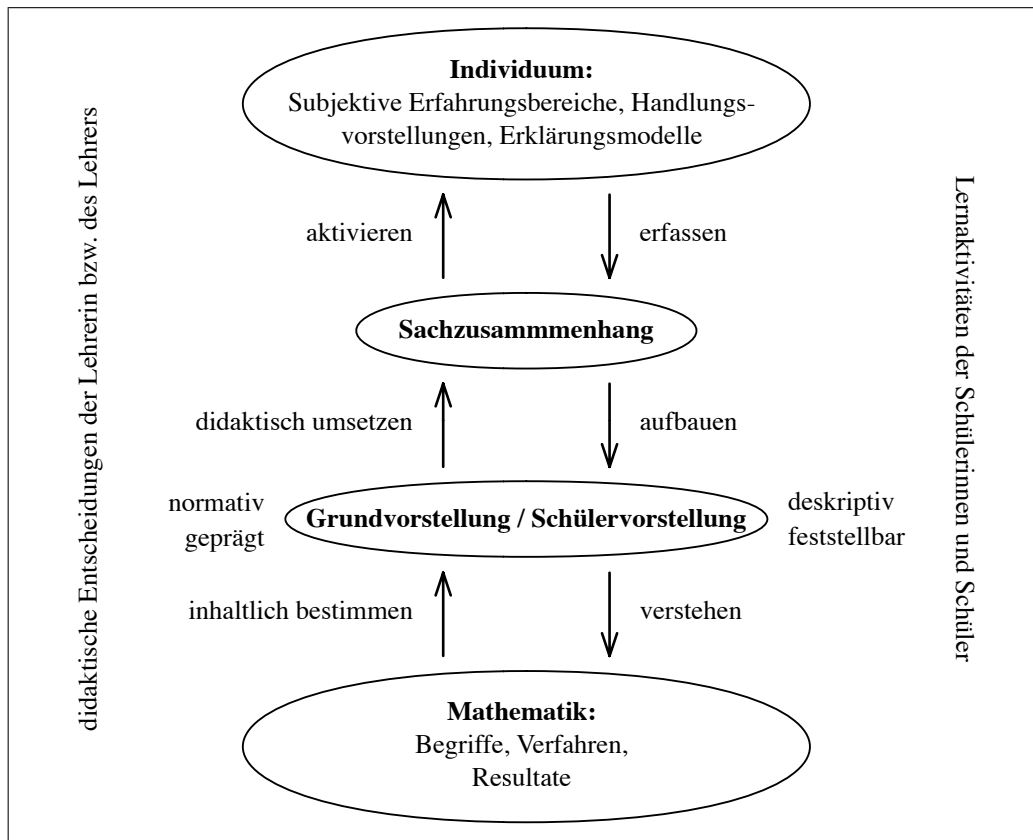 Individuum:
Subjektive Erfahrungsbereiche, Handlungs-
vorstellungen, Erklärungsmodelle
didaktische Entscheidungen der Lehrerin bzw. des Lehrers
Lernaktivitäten der Schülerinnen und Schüler
aktivieren
erfassen
Sachzusammmenhang
didaktisch umsetzen
aufbauen
normativ
geprägt
Grundvorstellung / Schülervorstellung
deskriptiv
feststellbar
inhaltlich bestimmen
verstehen
Mathematik:
Begriffe, Verfahren,
Resultate